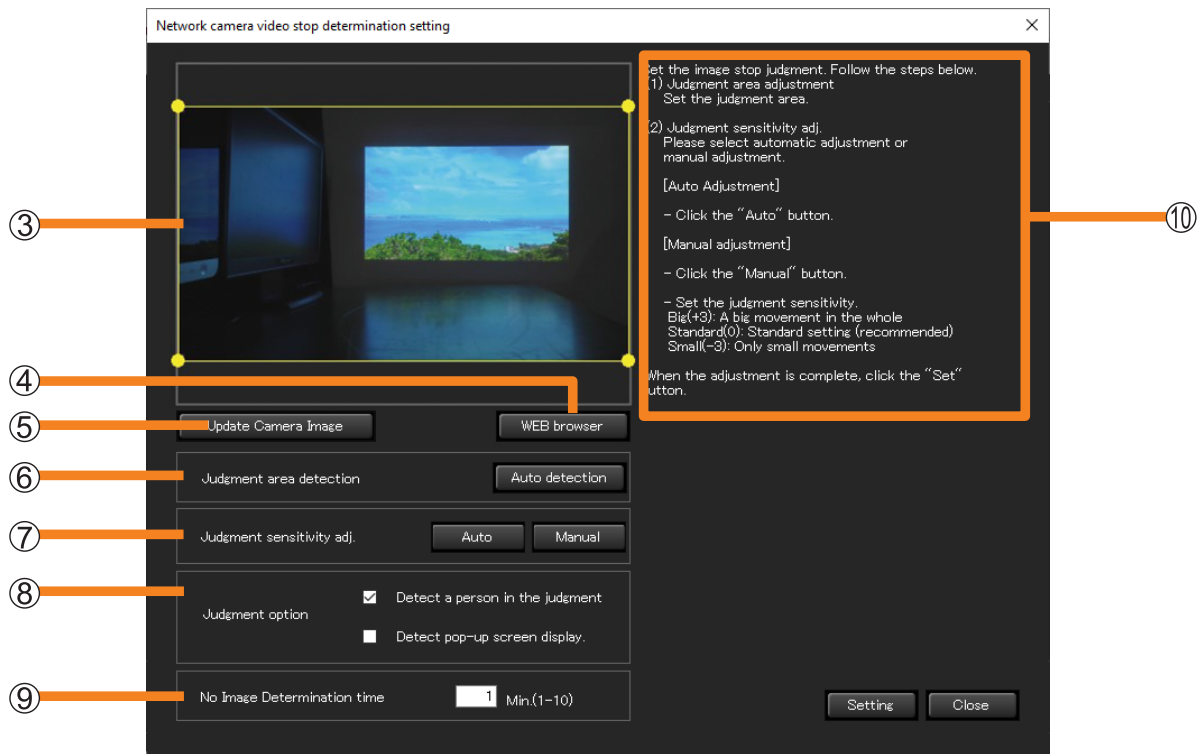 Network camera video stop determination setting
③
④
⑤
Update Camera Image
WEB browser
⑥
Judgment area detection
Auto detection
⑦
Judgment sensitivity adj.
Auto
Manual
⑧
Judgment option
Detect a person in the judgment
Detect pop-up screen display.
⑨
No Image Determination time
1
Min.(1-10)
Set the image stop judgment. Follow the steps below.
(1) Judgment area adjustment
Set the judgment area.
(2) Judgment sensitivity adj.
Please select automatic adjustment or
manual adjustment.
[Auto Adjustment]
- Click the "Auto" button.
[Manual adjustment]
- Click the "Manual" button.
- Set the judgment sensitivity.
Big(+3): A big movement in the whole
Standard(0): Standard setting (recommended)
Small(-3): Only small movements
When the adjustment is complete, click the "Set"
button.
⑩
Setting
Close